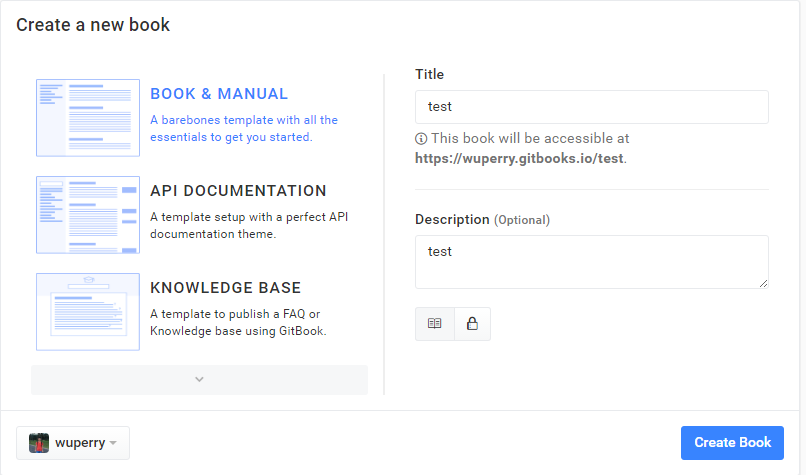 Create a new book
BOOK & MANUAL
A barebones template with all the
essentials to get you started.
API DOCUMENTATION
A template setup with a perfect API
documentation theme.
KNOWLEDGE BASE
A template to publish a FAQ or
Knowledge base using GitBook.
Title
test
This book will be accessible at
https://wuperry.gitbooks.io/test.
Description (Optional)
test
wuperry
Create Book